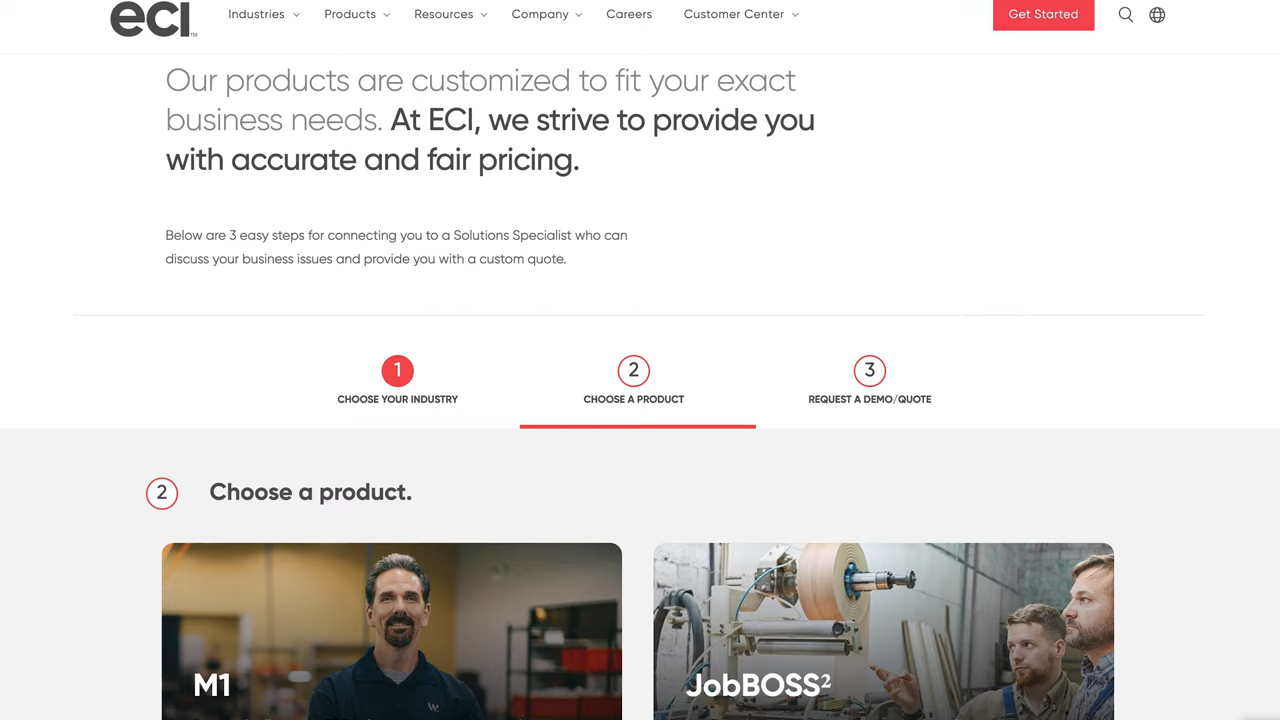 eCI™
Industries
Products
Resources
Company
Careers
Customer Center
Get Started
Our products are customized to fit your exact
business needs. At ECI, we strive to provide you
with accurate and fair pricing.
Below are 3 easy steps for connecting you to a Solutions Specialist who can
discuss your business issues and provide you with a custom quote.
1
CHOOSE YOUR INDUSTRY
2
CHOOSE A PRODUCT
3
REQUEST A DEMO/QUOTE
2 Choose a product.
M1
JobBOSS²